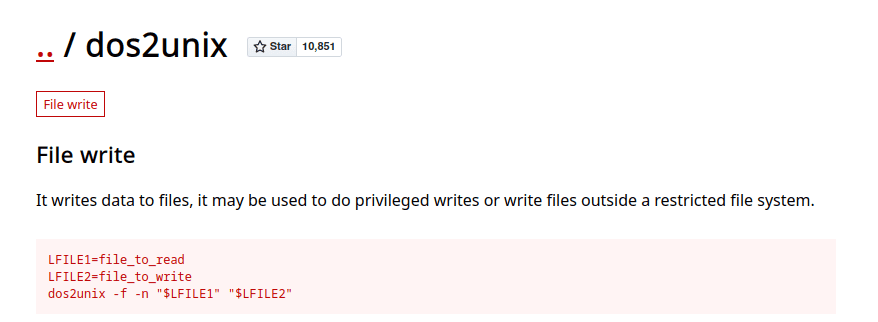 .. / dos2unix Star 10,851
File write
File write
It writes data to files, it may be used to do privileged writes or write files outside a restricted file system.
LFILE1=file_to_read
LFILE2=file_to_write
dos2unix -f -n "$LFILE1" "$LFILE2"